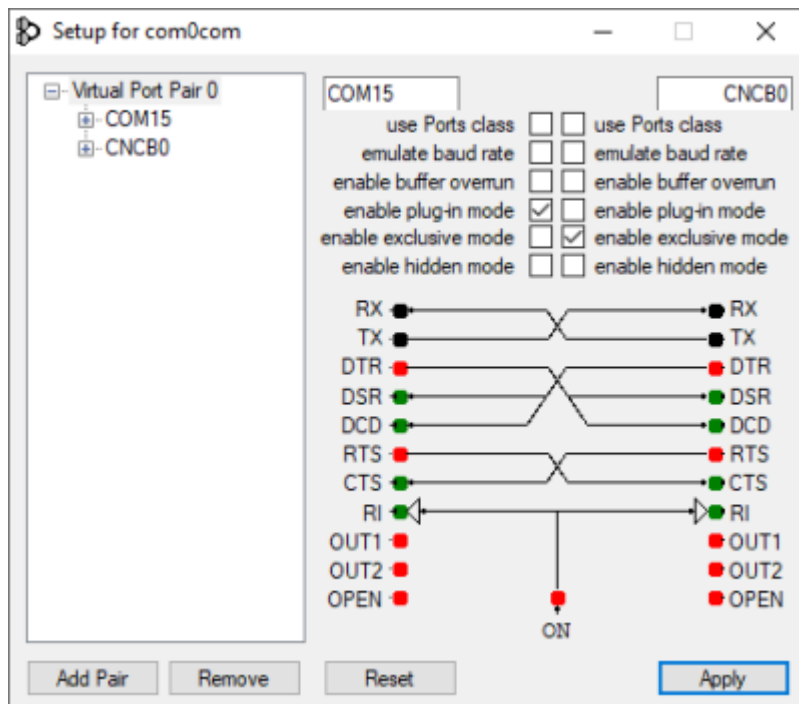 Setup for com0com
Virtual Port Pair 0
COM15
CNCB0
COM15 CNCB0
use Ports class use Ports class
emulate baud rate emulate baud rate
enable buffer overrun enable buffer overrun
enable plug-in mode enable plug-in mode
enable exclusive mode enable exclusive mode
enable hidden mode enable hidden mode
RX RX
TX TX
DTR DTR
DSR DSR
DCD DCD
RTS RTS
CTS CTS
RI RI
OUT1 OUT1
OUT2 OUT2
OPEN OPEN
ON
Add Pair Remove Reset Apply